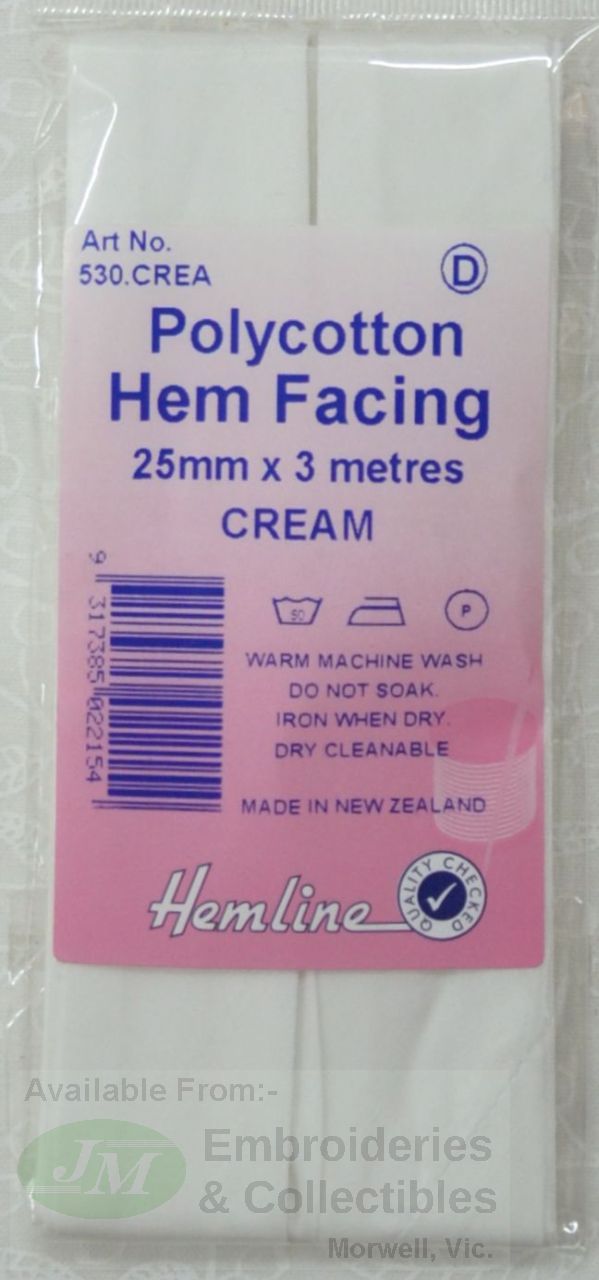 Art No.
530.CREA
D
Polycotton
Hem Facing
25mm x 3 metres
CREAM
9 317385 022154
50
P
WARM MACHINE WASH
DO NOT SOAK.
IRON WHEN DRY.
DRY CLEANABLE
MADE IN NEW ZEALAND
Hemline
QUALITY CHECKED
Available From:-
JM
Embroideries
& Collectibles
Morwell, Vic.